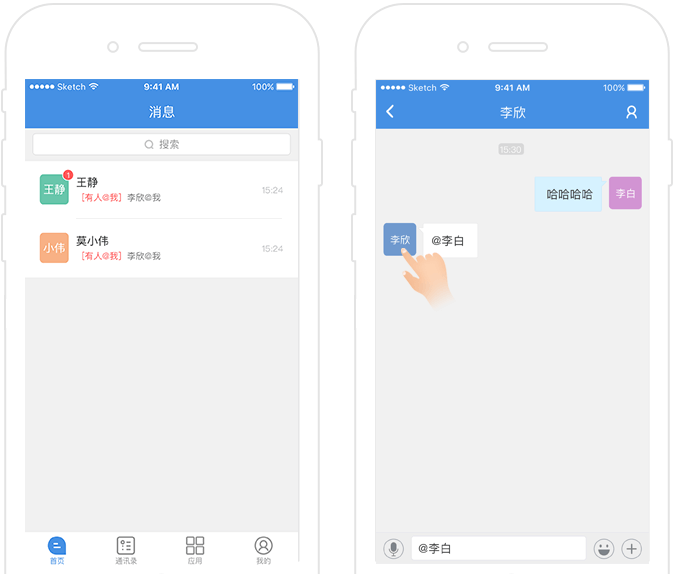 Sketch 9:41 AM 100%
消息
搜索
1
王静 王静
[有人@我] 李欣@我 15:24
小伟 莫小伟
[有人@我] 李欣@我 15:24
首页 通讯录 应用 我的
Sketch 9:41 AM 100%
李欣
15:30
哈哈哈哈 李白
李欣 @李白
@李白